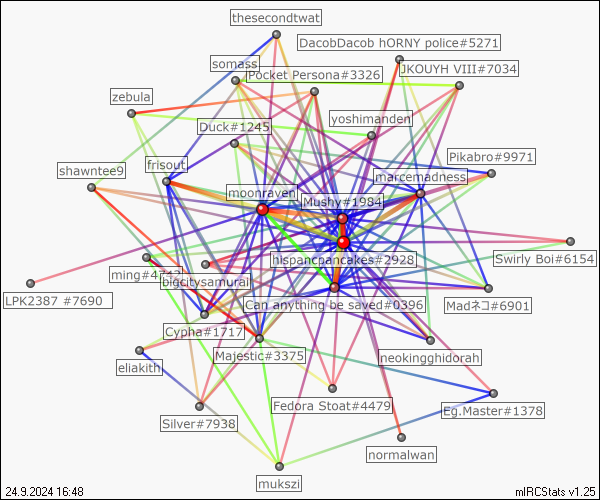 thesecondtwat
DacobDacob hORNY police#5271
somass
Pocket Persona#3326
JKOUYH VIII#7034
zebula
yoshimanden
Duck#1245
Pikabro#9971
shawntee9
frisout
marcemadness
moonraven
Mushy#1984
hispancpancakes#2928
Swirly Boi#6154
ming#4742
bigcitysamurai
LPK2387 #7690
Can anything be saved#0396
Madネコ#6901
Cypha#1717
Majestic#3375
neokingghidorah
eliakith
Fedora Stoat#4479
Eg.Master#1378
Silver#7938
normalwan
mukszi
24.9.2024 16:48
mIRCStats v1.25